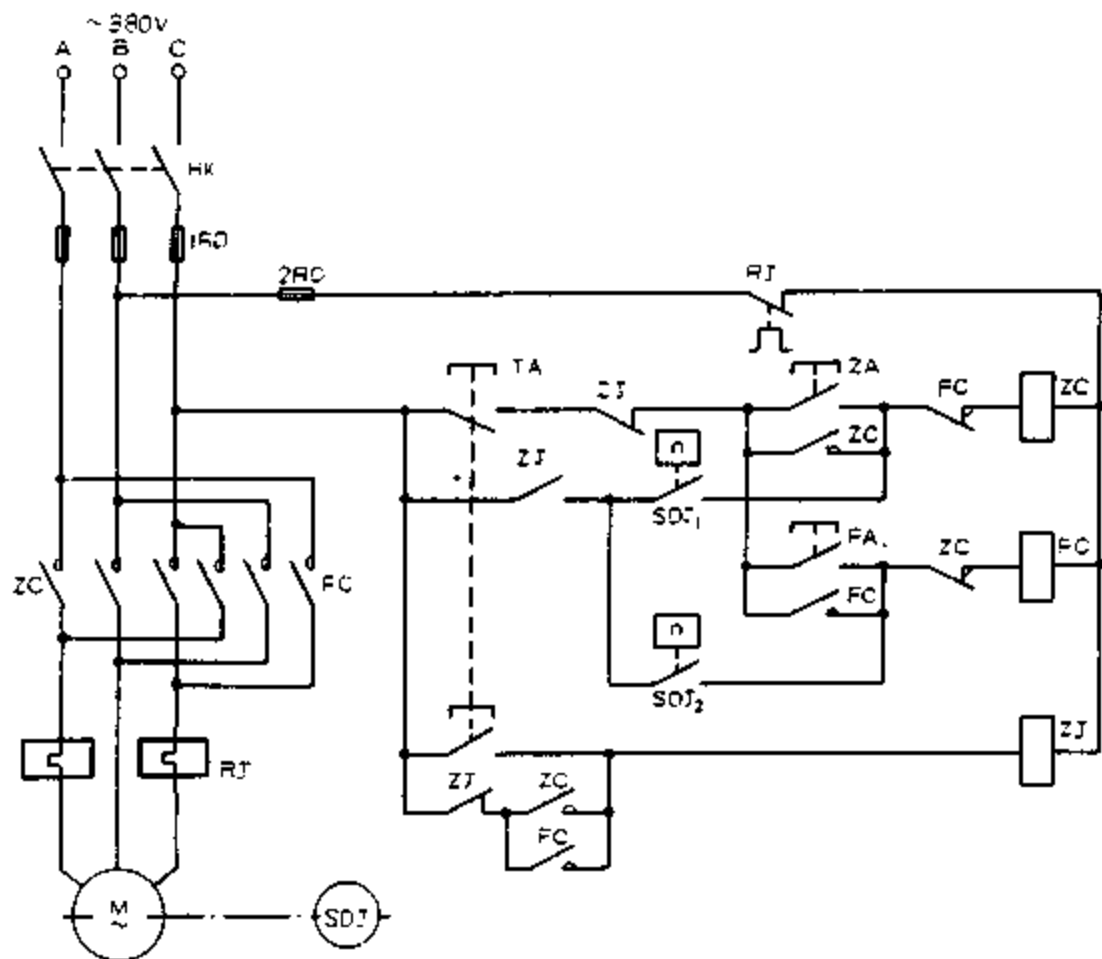 ~380V
A B C
HK
1RD
2RD
RJ
TA
ZJ
ZA
FC
ZC
ZC
n
ZJ
SDJ₁
FA
ZC
FC
ZC
FC
FC
n
SDJ₂
ZJ
RJ
ZJ
ZC
FC
M
~
SDJ